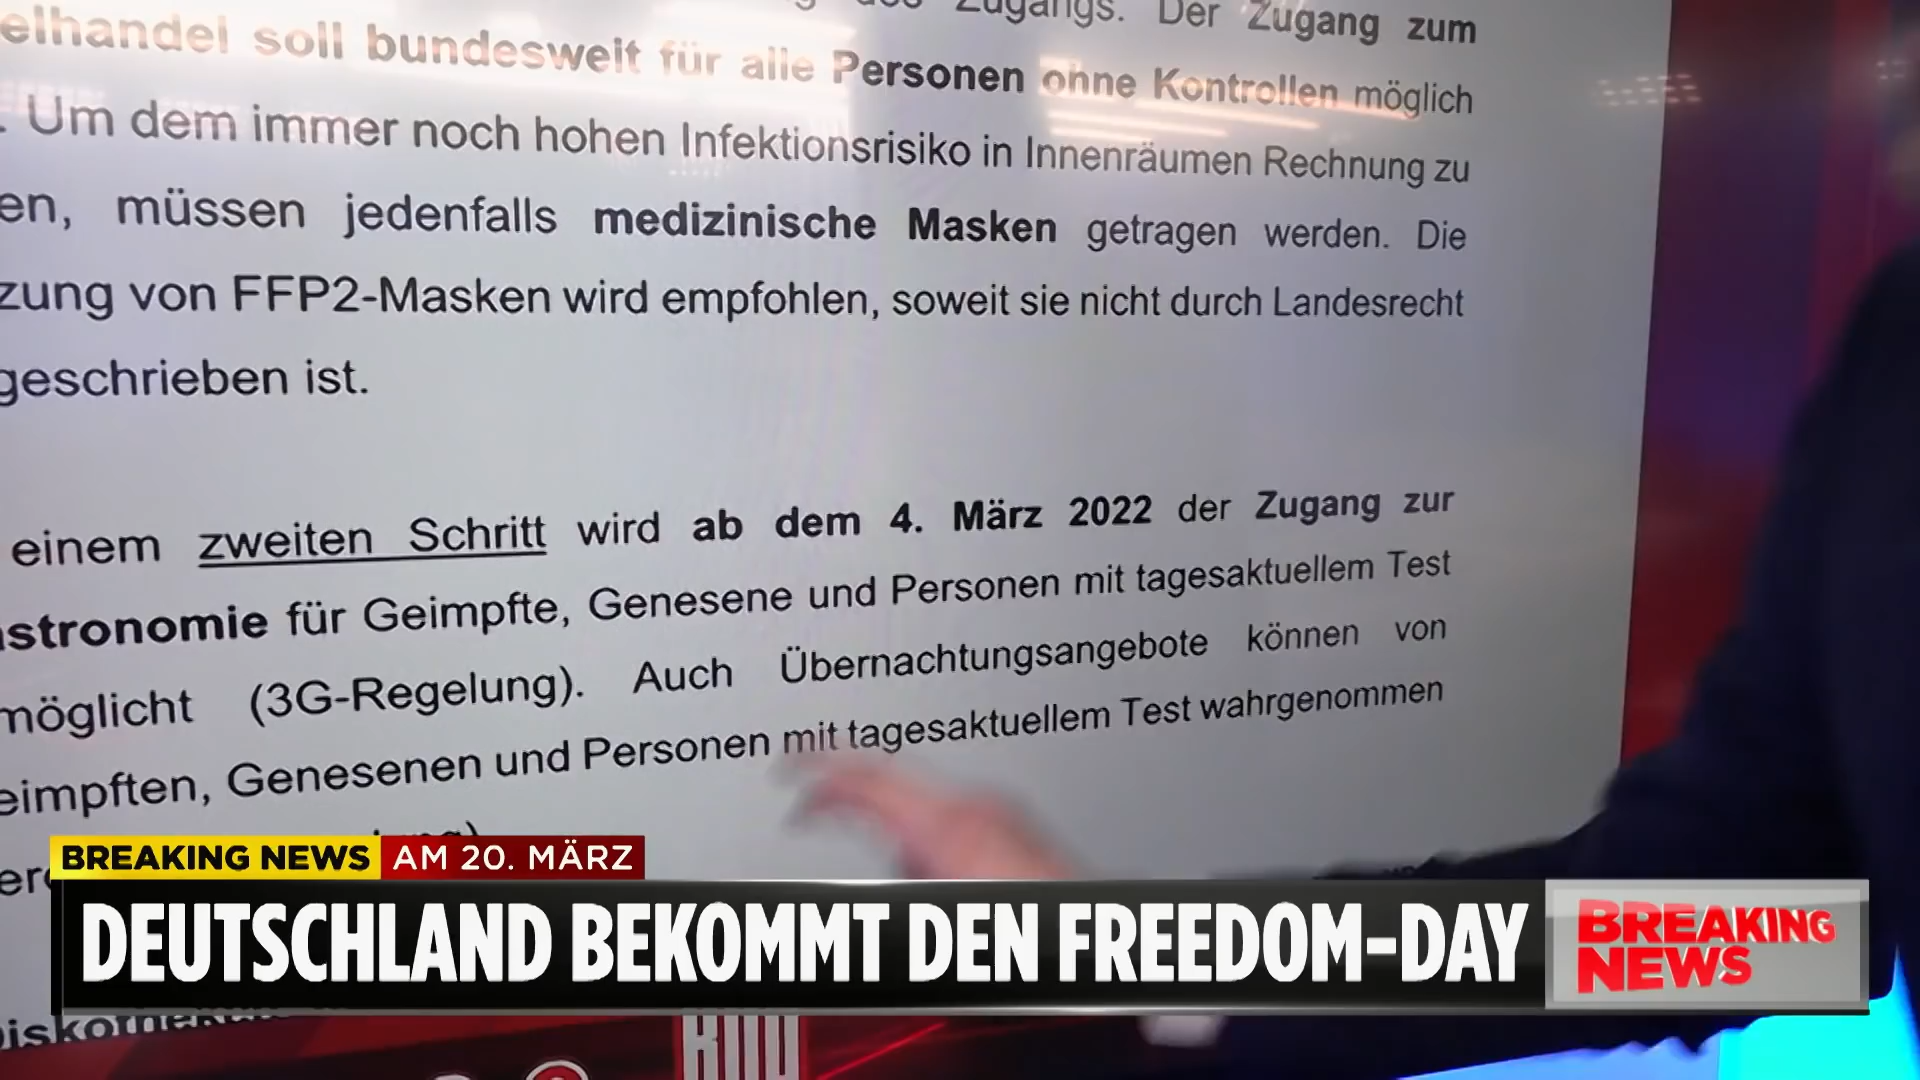 Zugangs. Der Zugang zum
elhandel soll bundesweit für alle Personen ohne Kontrollen möglich
. Um dem immer noch hohen Infektionsrisiko in Innenräumen Rechnung zu
en, müssen jedenfalls medizinische Masken getragen werden. Die
zung von FFP2-Masken wird empfohlen, soweit sie nicht durch Landesrecht
geschrieben ist.
einem zweiten Schritt wird ab dem 4. März 2022 der Zugang zur
astronomie für Geimpfte, Genesene und Personen mit tagesaktuellem Test
möglicht (3G-Regelung). Auch Übernachtungsangebote können von
eimpften, Genesenen und Personen mit tagesaktuellem Test wahrgenommen
BREAKING NEWS AM 20. MÄRZ
DEUTSCHLAND BEKOMMT DEN FREEDOM-DAY
BREAKING
NEWS
BILD